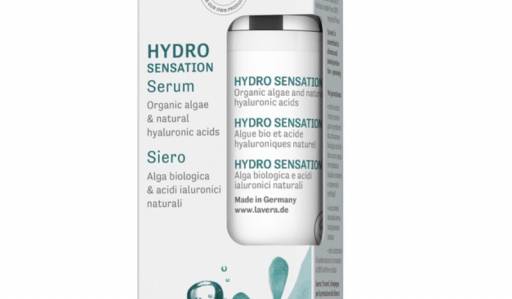 HYDRO
SENSATION
Serum
Organic algae
& natural
hyaluronic acids
Siero
Alga biologica
& acidi ialuronici
naturali
HYDRO SENSATION
Organic algae and
hyaluronic acids
HYDRO SENSATION
Algue bio et acide
hyaluroniques naturel
HYDRO SENSATION
Alga biologica e acidi
ialuronici naturali
Made in Germany
www.lavera.de